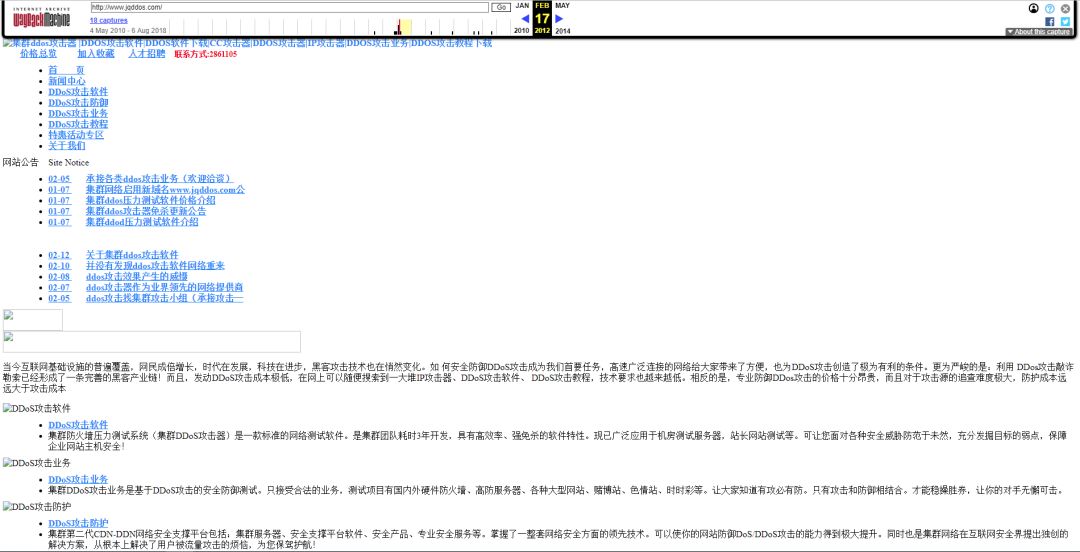 INTERNET ARCHIVE
WayBackMachine
http://www.jqddos.com/
Go
JAN FEB MAY
18 captures
17
4 May 2010 - 6 Aug 2018
2010 2012 2014
About this capture
集群ddos攻击器|DDOS攻击软件|DDOS软件下载|CC攻击器|DDOS攻击器|IP攻击器|DDOS攻击业务|DDOS攻击教程下载
价格总览 加入收藏 人才招聘 联系方式:2861105
首 页
新闻中心
DDoS攻击软件
DDoS攻击防御
DDoS攻击业务
DDoS攻击教程
特惠活动专区
关于我们
网站公告 Site Notice
02-05 承接各类ddos攻击业务（欢迎洽谈）
01-07 集群网络启用新域名www.jqddos.com公
01-07 集群ddos压力测试软件价格介绍
01-07 集群ddos攻击器免杀更新公告
01-07 集群ddod压力测试软件介绍
02-12 关于集群ddos攻击软件
02-10 并没有发现ddos攻击软件网络重来
02-08 ddos攻击效果产生的威慑
02-07 ddos攻击器作为业界领先的网络提供商
02-05 ddos攻击找集群攻击小组（承接攻击一
当今互联网基础设施的普遍覆盖，网民成倍增长，时代在发展，科技在进步，黑客攻击技术也在悄然变化。如 何安全防御DDoS攻击成为我们首要任务，高速广泛连接的网络给大家带来了方便，也为DDoS攻击创造了极为有利的条件。更为严峻的是：利用 DDos攻击敲诈
勒索已经形成了一条完善的黑客产业链！而且，发动DDoS攻击成本极低，在网上可以随便搜索到一大堆IP攻击器、DDoS攻击软件、 DDoS攻击教程，技术要求也越来越低。相反的是，专业防御DDos攻击的价格十分昂贵，而且对于攻击源的追查难度极大，防护成本远
远大于攻击成本
DDoS攻击软件
DDoS攻击软件
集群防火墙压力测试系统（集群DDoS攻击器）是一款标准的网络测试软件。是集群团队耗时3年开发，具有高效率、强免杀的软件特性。现已广泛应用于机房测试服务器，站长网站测试等。可让您面对各种安全威胁防范于未然，充分发掘目标的弱点，保障
企业网站主机安全！
DDoS攻击业务
DDoS攻击业务
集群DDoS攻击业务是基于DDoS攻击的安全防御测试。只接受合法的业务，测试项目有国内外硬件防火墙、高防服务器、各种大型网站、赌博站、色情站、时时彩等。让大家知道有攻必有防。只有攻击和防御相结合。才能稳操胜券，让你的对手无懈可击。
DDoS攻击防护
DDoS攻击防护
集群第二代CDN-DDN网络安全支撑平台包括，集群服务器、安全支撑平台软件、安全产品、专业安全服务等。掌握了一整套网络安全方面的领先技术。可以使你的网站防御DoS/DDoS攻击的能力得到极大提升。同时也是集群网络在互联网安全界提出独创的
解决方案，从根本上解决了用户被流量攻击的烦恼，为您保驾护航！